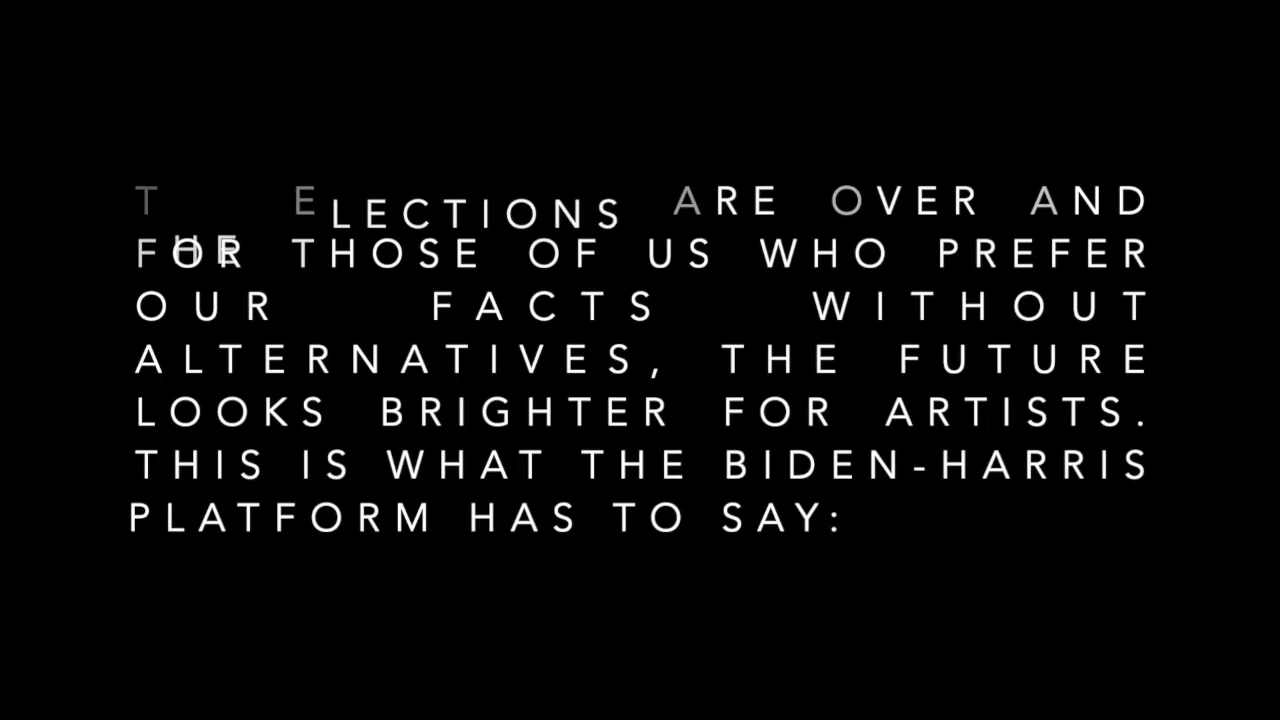 THE ELECTIONS ARE OVER AND
FOR THOSE OF US WHO PREFER
OUR FACTS WITHOUT
ALTERNATIVES, THE FUTURE
LOOKS BRIGHTER FOR ARTISTS.
THIS IS WHAT THE BIDEN-HARRIS
PLATFORM HAS TO SAY: